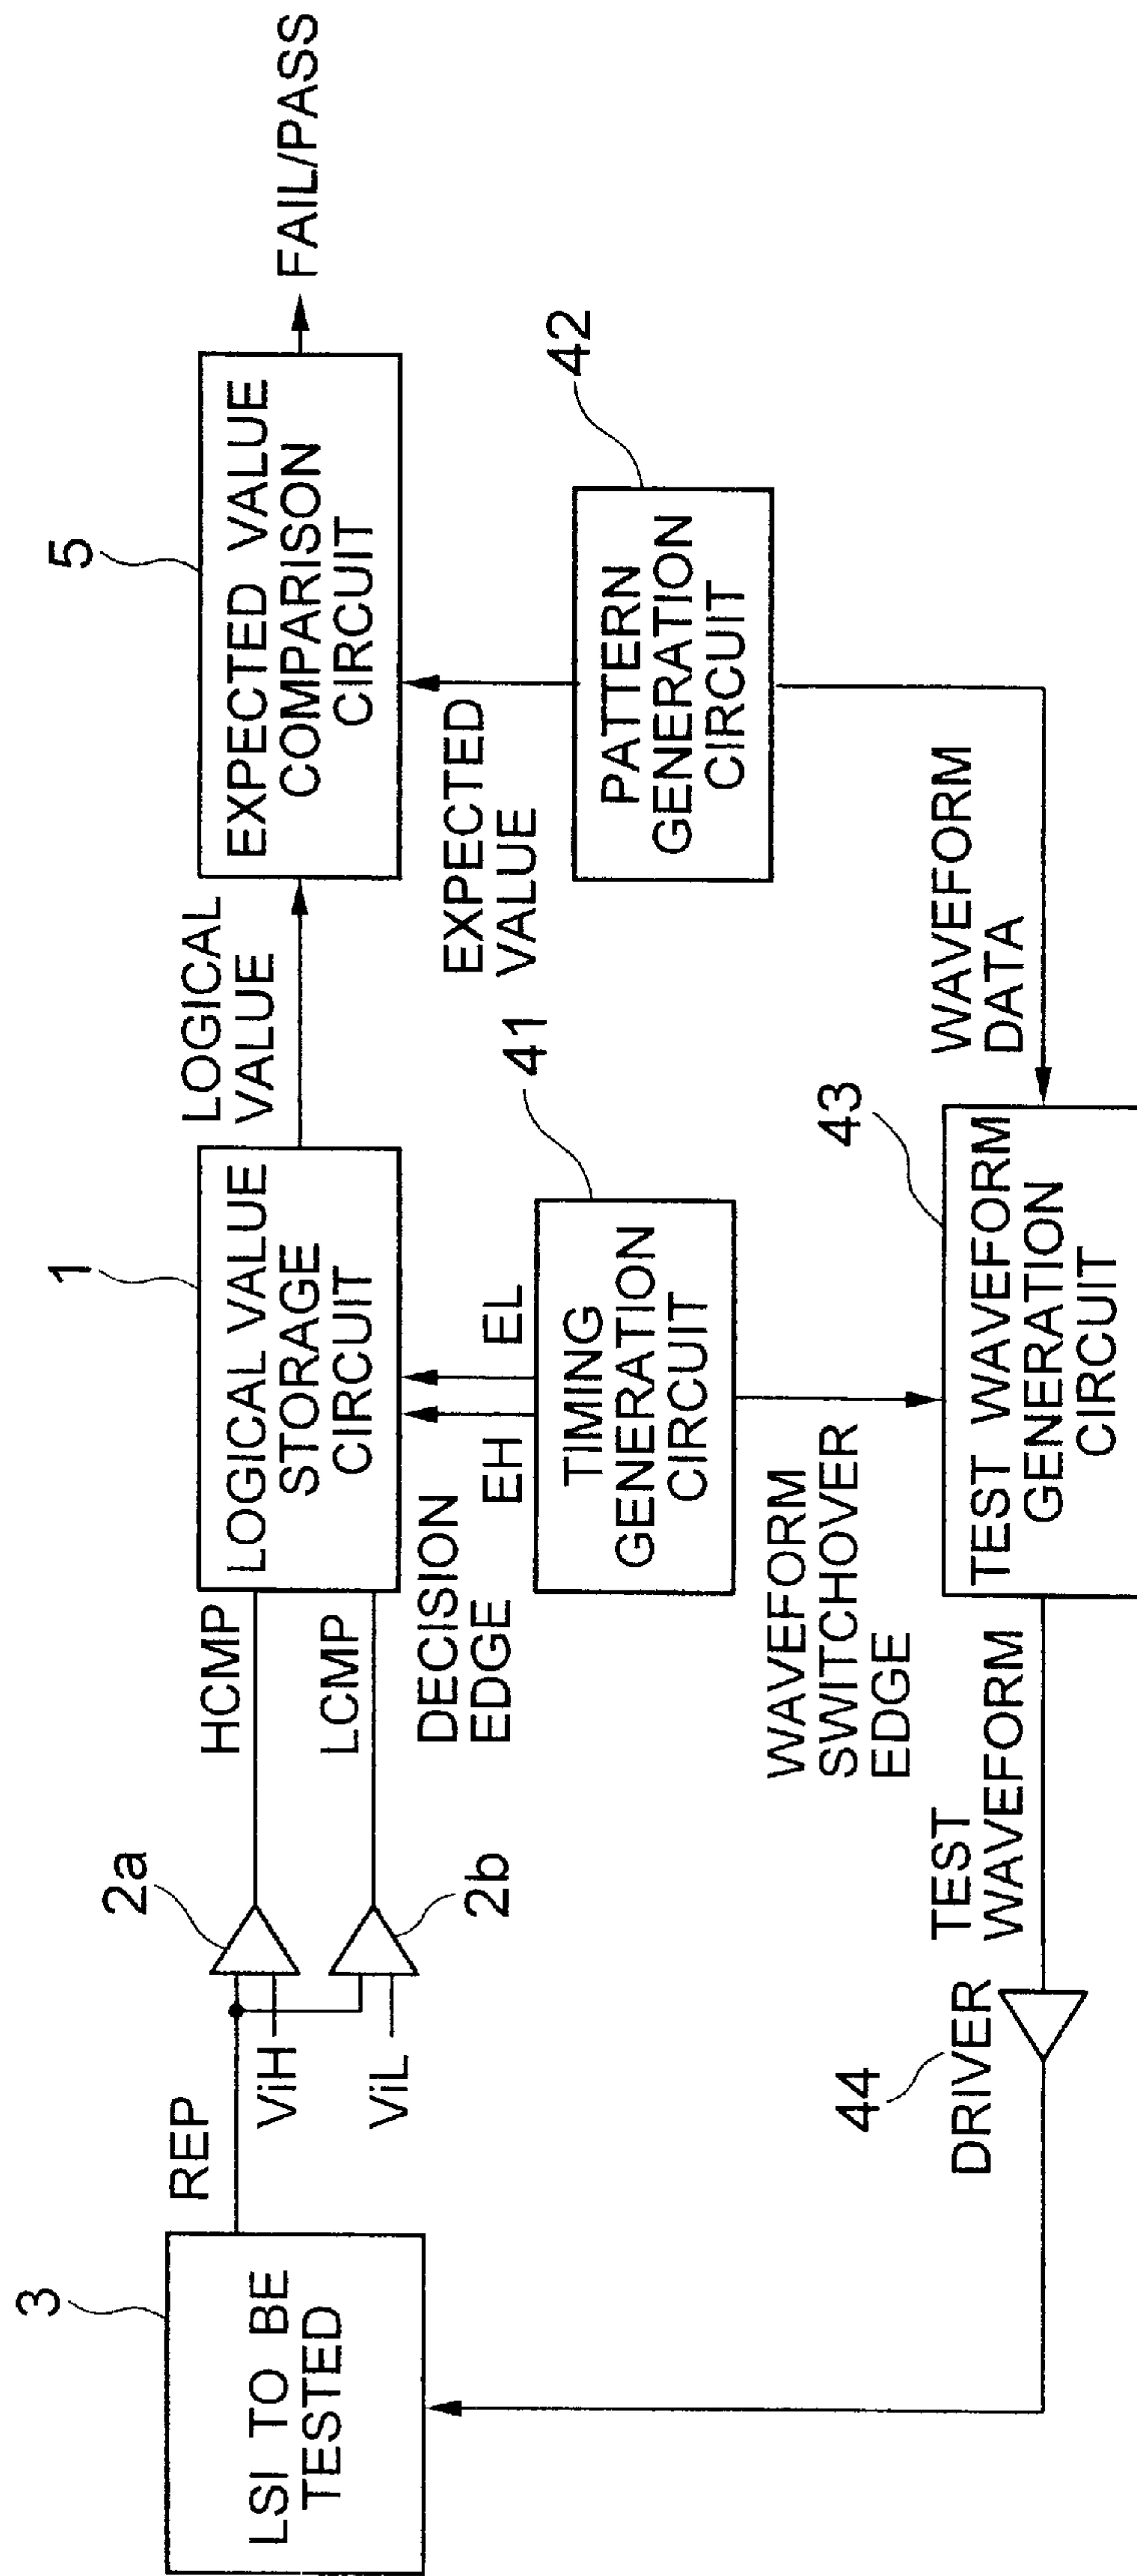 3
LSI TO BE
TESTED
REP
ViH
ViL
2a
2b
HCMP
LCMP
1
LOGICAL VALUE
STORAGE
CIRCUIT
LOGICAL
VALUE
5
EXPECTED VALUE
COMPARISON
CIRCUIT
FAIL/PASS
DECISION
EDGE
EH
EL
41
TIMING
GENERATION
CIRCUIT
EXPECTED
VALUE
42
PATTERN
GENERATION
CIRCUIT
WAVEFORM
SWITCHOVER
EDGE
WAVEFORM
DATA
43
TEST WAVEFORM
GENERATION
CIRCUIT
TEST
WAVEFORM
44
DRIVER